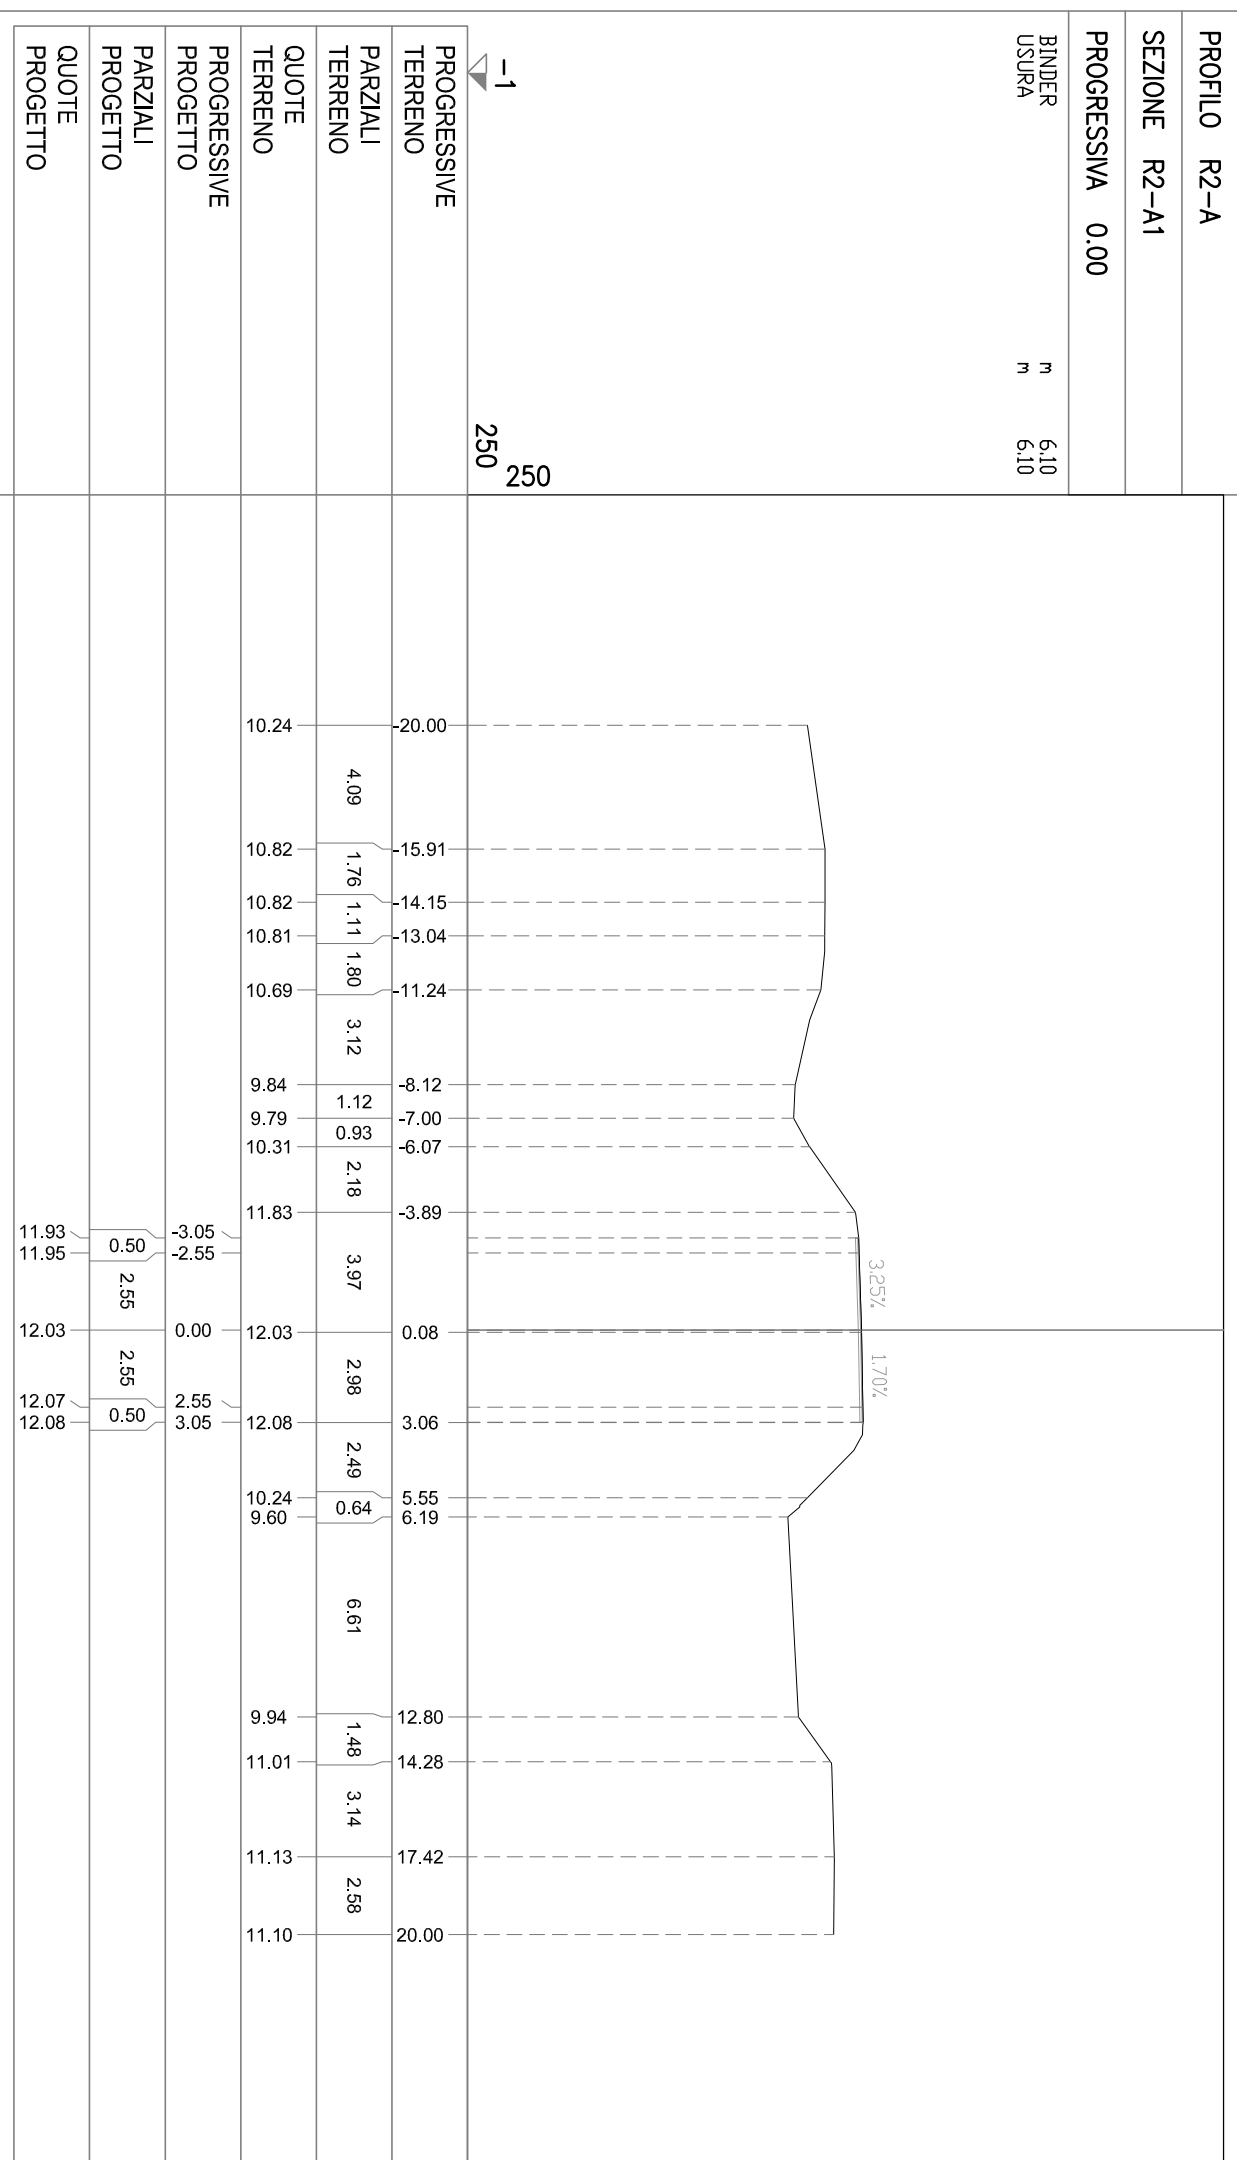 PROFILO R2-A
SEZIONE R2-A1
PROGRESSIVA 0.00
BINDER m 6.10
USURA m 6.10
3.25% 1.70%
-1
250
250
PROGRESSIVE
TERRENO
-20.00 -15.91 -14.15 -13.04 -11.24 -8.12 -7.00 -6.07 -3.89 0.08 3.06 5.55 6.19 12.80 14.28 17.42 20.00
PARZIALI
TERRENO
4.09 1.76 1.11 1.80 3.12 1.12 0.93 2.18 3.97 2.98 2.49 0.64 6.61 1.48 3.14 2.58
QUOTE
TERRENO
10.24 10.82 10.82 10.81 10.69 9.84 9.79 10.31 11.83 12.03 12.08 10.24 9.60 9.94 11.01 11.13 11.10
PROGRESSIVE
PROGETTO
-3.05 -2.55 0.00 2.55 3.05
PARZIALI
PROGETTO
0.50 2.55 2.55 0.50
QUOTE
PROGETTO
11.93 11.95 12.03 12.07 12.08